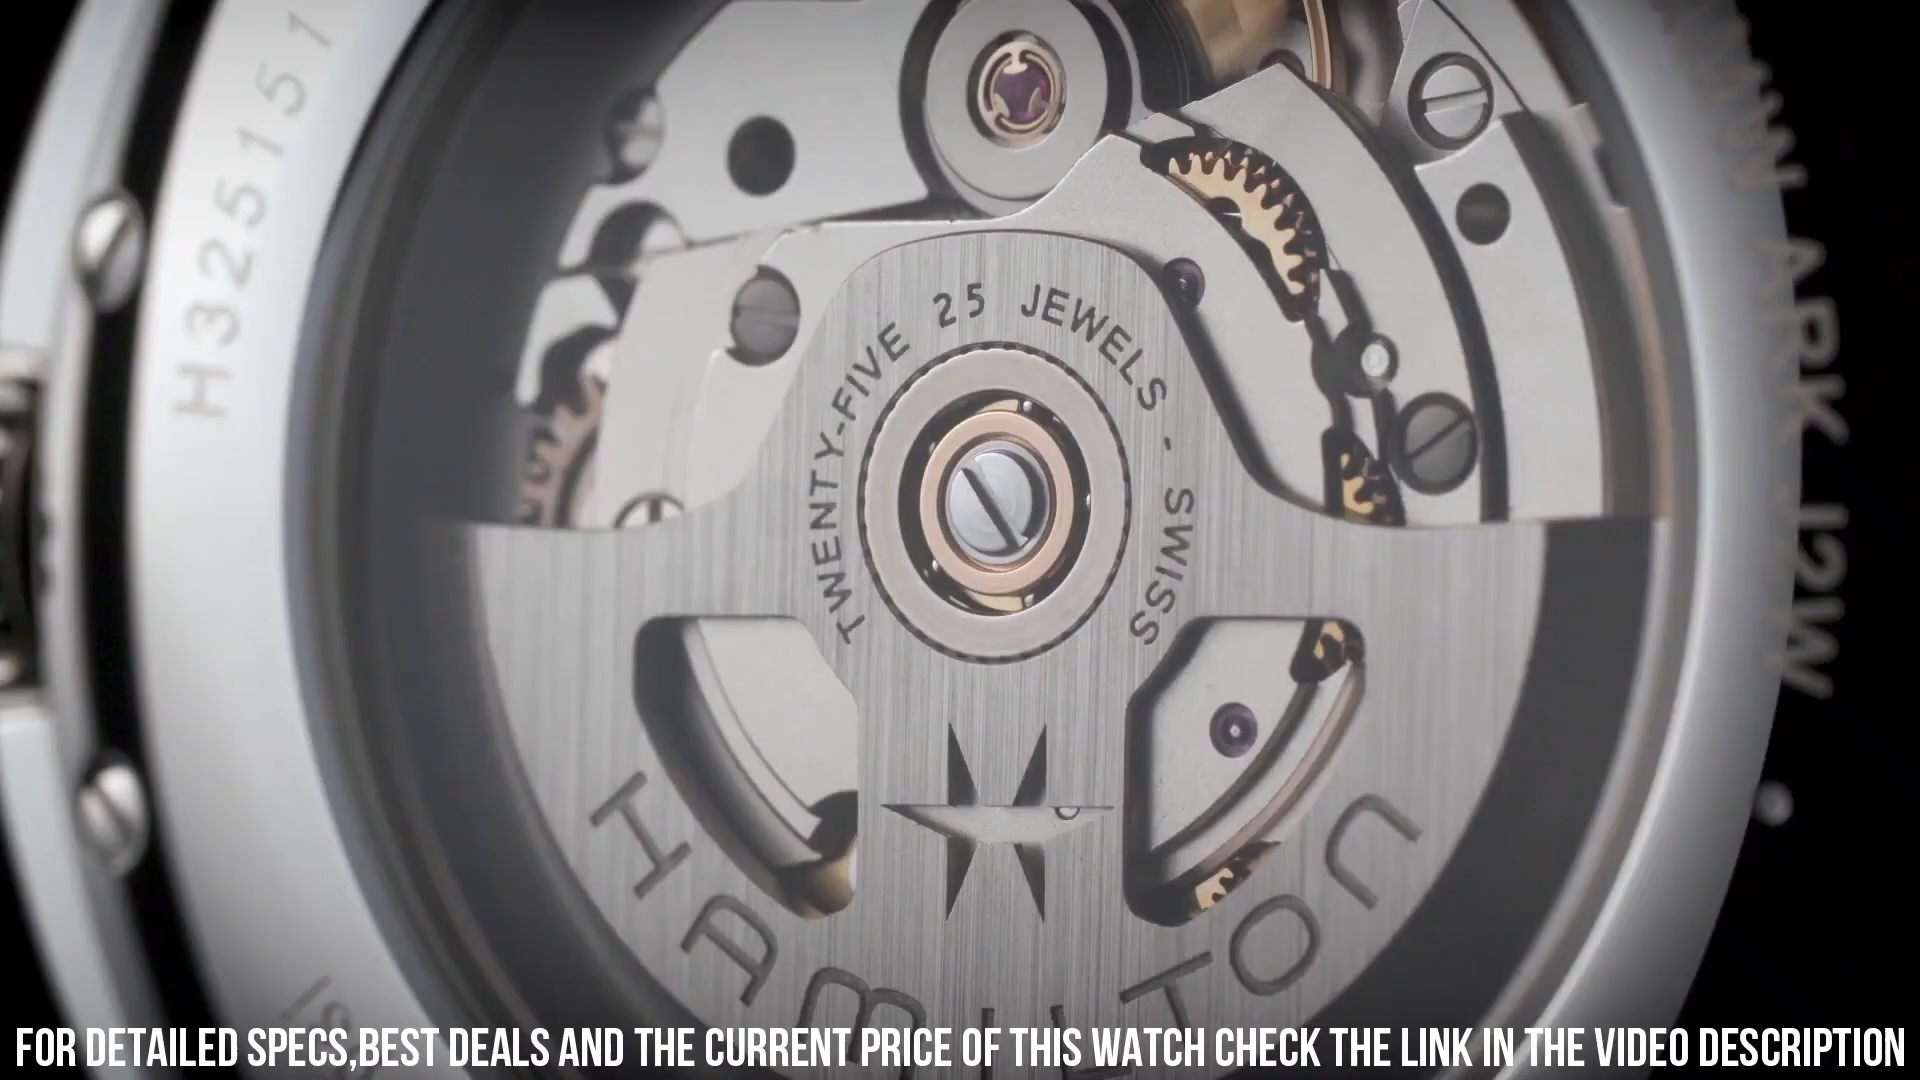 H325151
TWENTY-FIVE 25 JEWELS - SWISS
HAMILTON
FOR DETAILED SPECS,BEST DEALS AND THE CURRENT PRICE OF THIS WATCH CHECK THE LINK IN THE VIDEO DESCRIPTION